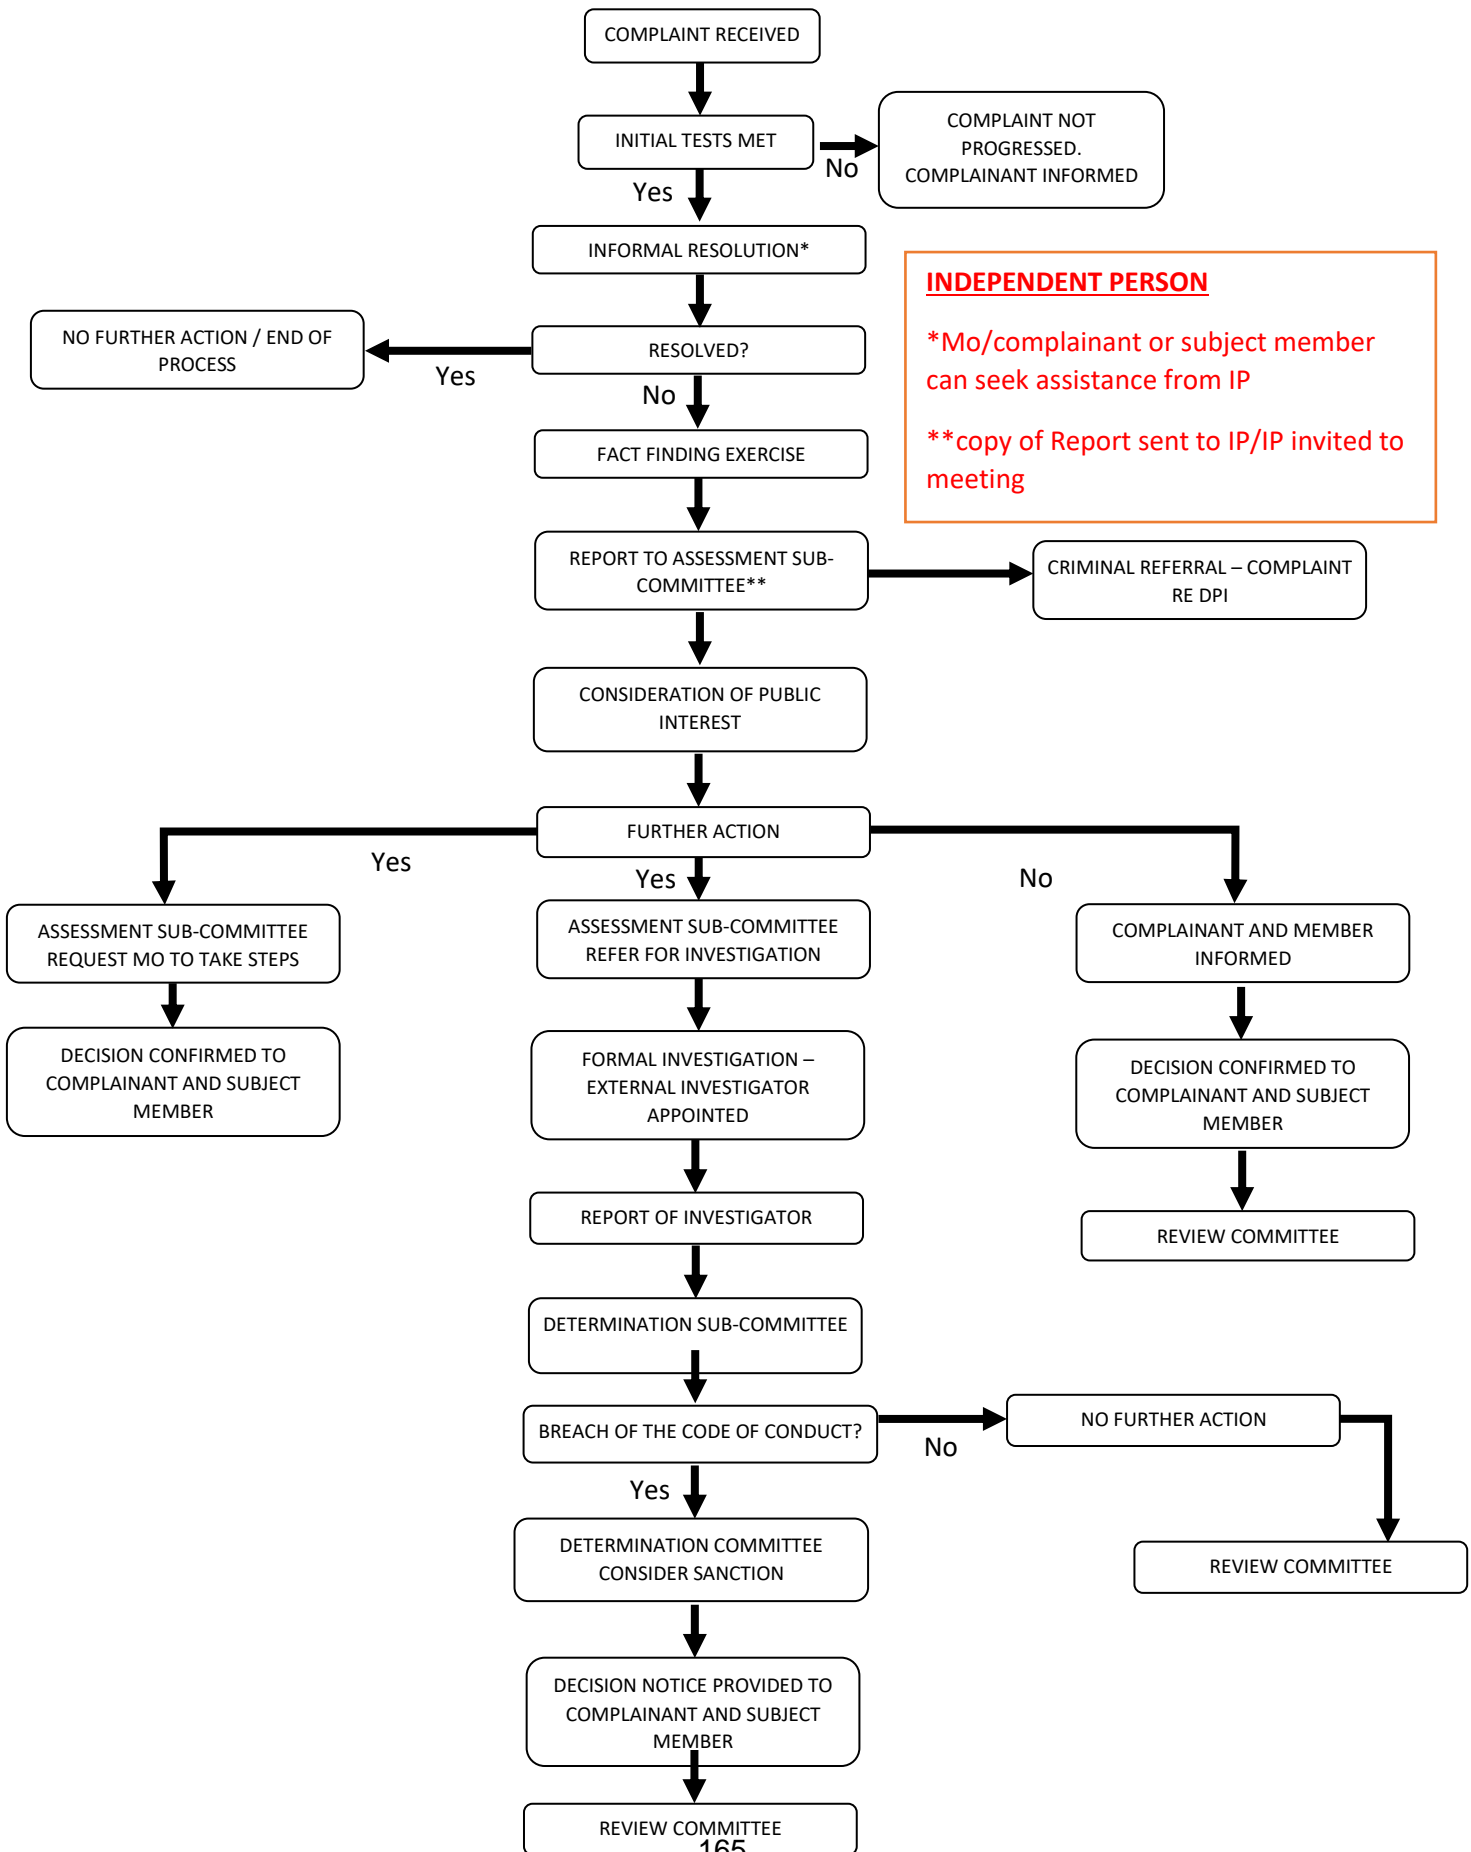 COMPLAINT RECEIVED
INITIAL TESTS MET
No
COMPLAINT NOT
PROGRESSED.
COMPLAINANT INFORMED
Yes
INFORMAL RESOLUTION*
INDEPENDENT PERSON
*Mo/complainant or subject member
can seek assistance from IP
**copy of Report sent to IP/IP invited to
meeting
RESOLVED?
Yes
NO FURTHER ACTION / END OF
PROCESS
No
FACT FINDING EXERCISE
REPORT TO ASSESSMENT SUB-
COMMITTEE**
CRIMINAL REFERRAL – COMPLAINT
RE DPI
CONSIDERATION OF PUBLIC
INTEREST
FURTHER ACTION
Yes
Yes
No
ASSESSMENT SUB-COMMITTEE
REQUEST MO TO TAKE STEPS
ASSESSMENT SUB-COMMITTEE
REFER FOR INVESTIGATION
COMPLAINANT AND MEMBER
INFORMED
DECISION CONFIRMED TO
COMPLAINANT AND SUBJECT
MEMBER
FORMAL INVESTIGATION –
EXTERNAL INVESTIGATOR
APPOINTED
DECISION CONFIRMED TO
COMPLAINANT AND SUBJECT
MEMBER
REPORT OF INVESTIGATOR
REVIEW COMMITTEE
DETERMINATION SUB-COMMITTEE
BREACH OF THE CODE OF CONDUCT?
No
NO FURTHER ACTION
Yes
DETERMINATION COMMITTEE
CONSIDER SANCTION
REVIEW COMMITTEE
DECISION NOTICE PROVIDED TO
COMPLAINANT AND SUBJECT
MEMBER
REVIEW COMMITTEE
165